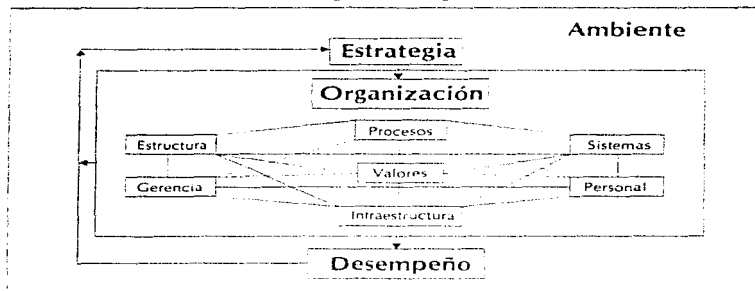 Ambiente
Estrategia
Organización
Procesos
Estructura
Sistemas
Valores
Gerencia
Personal
Infraestructura
Desempeño